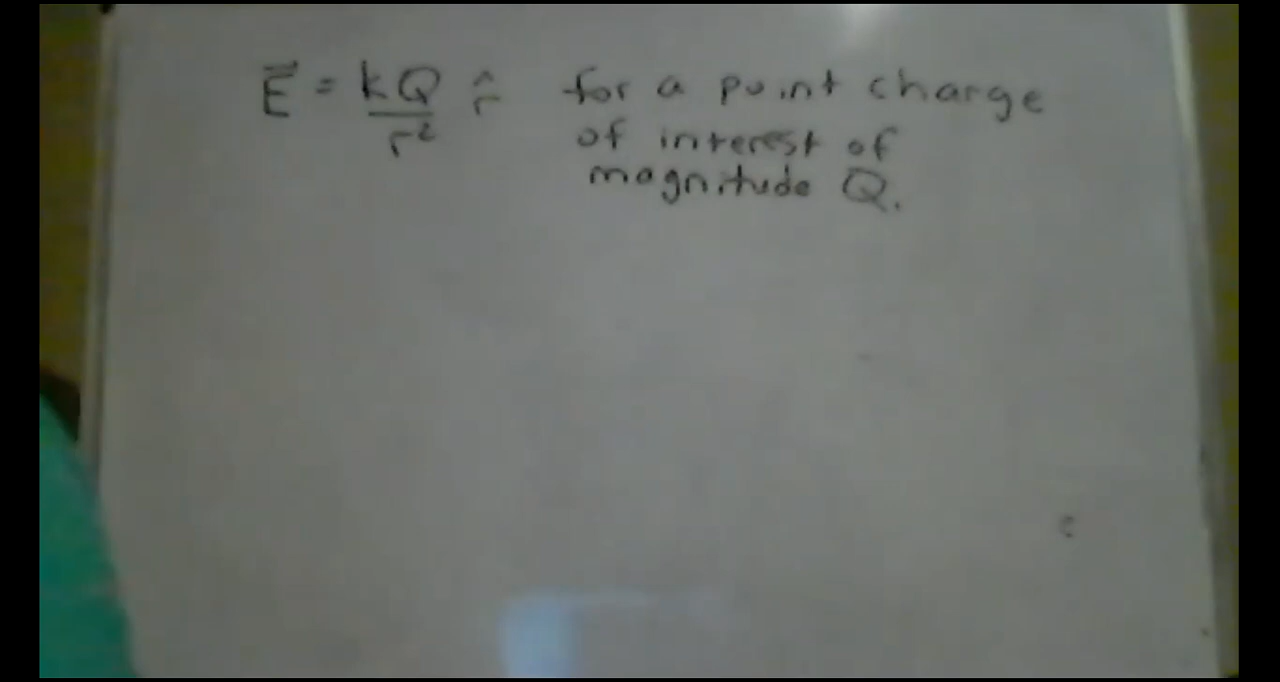 E⃗ = kQ/r² r̂ for a point charge
of interest of
magnitude Q.